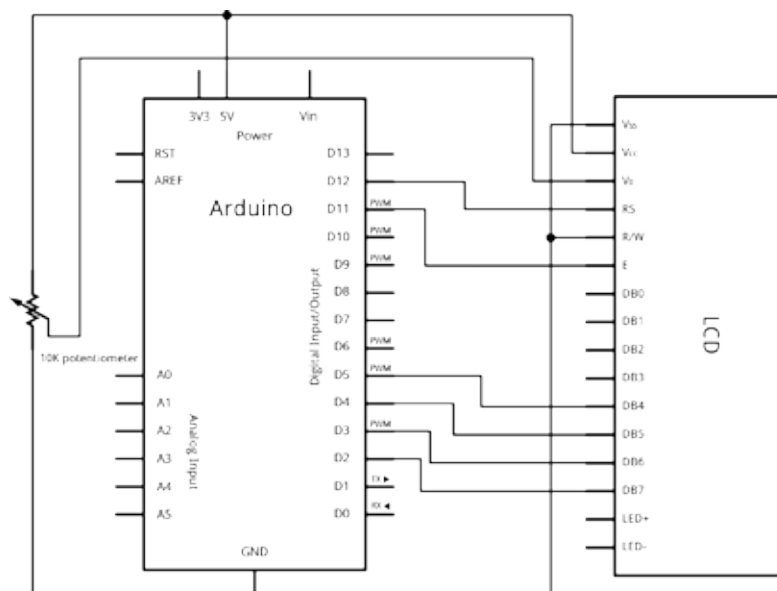 3V3 5V Vin
Power
RST
AREF
Arduino
D13
D12
D11 PWM
D10 PWM
D9 PWM
D8
D7
D6 PWM
D5 PWM
D4
D3 PWM
D2
D1 TX ▶
D0 RX ◀
Digital Input/Output
10K potentiometer
A0
A1
A2
A3
A4
A5
Analog Input
GND
Vss
Vcc
RS
R/W
E
DB0
DB1
DB2
DB3
DB4
DB5
DB6
DB7
LED+
LED-
LCD